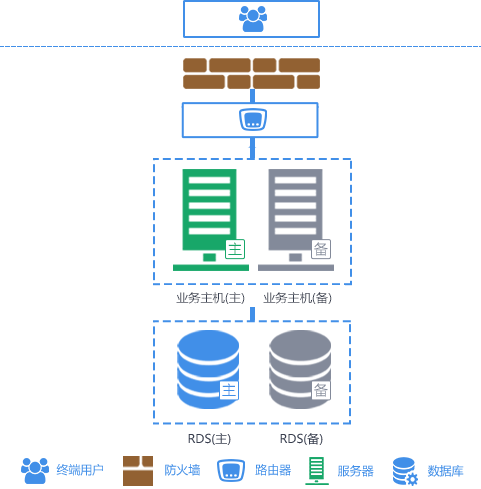 主 备
业务主机(主) 业务主机(备)
主 备
RDS(主) RDS(备)
终端用户 防火墙 路由器 服务器 数据库